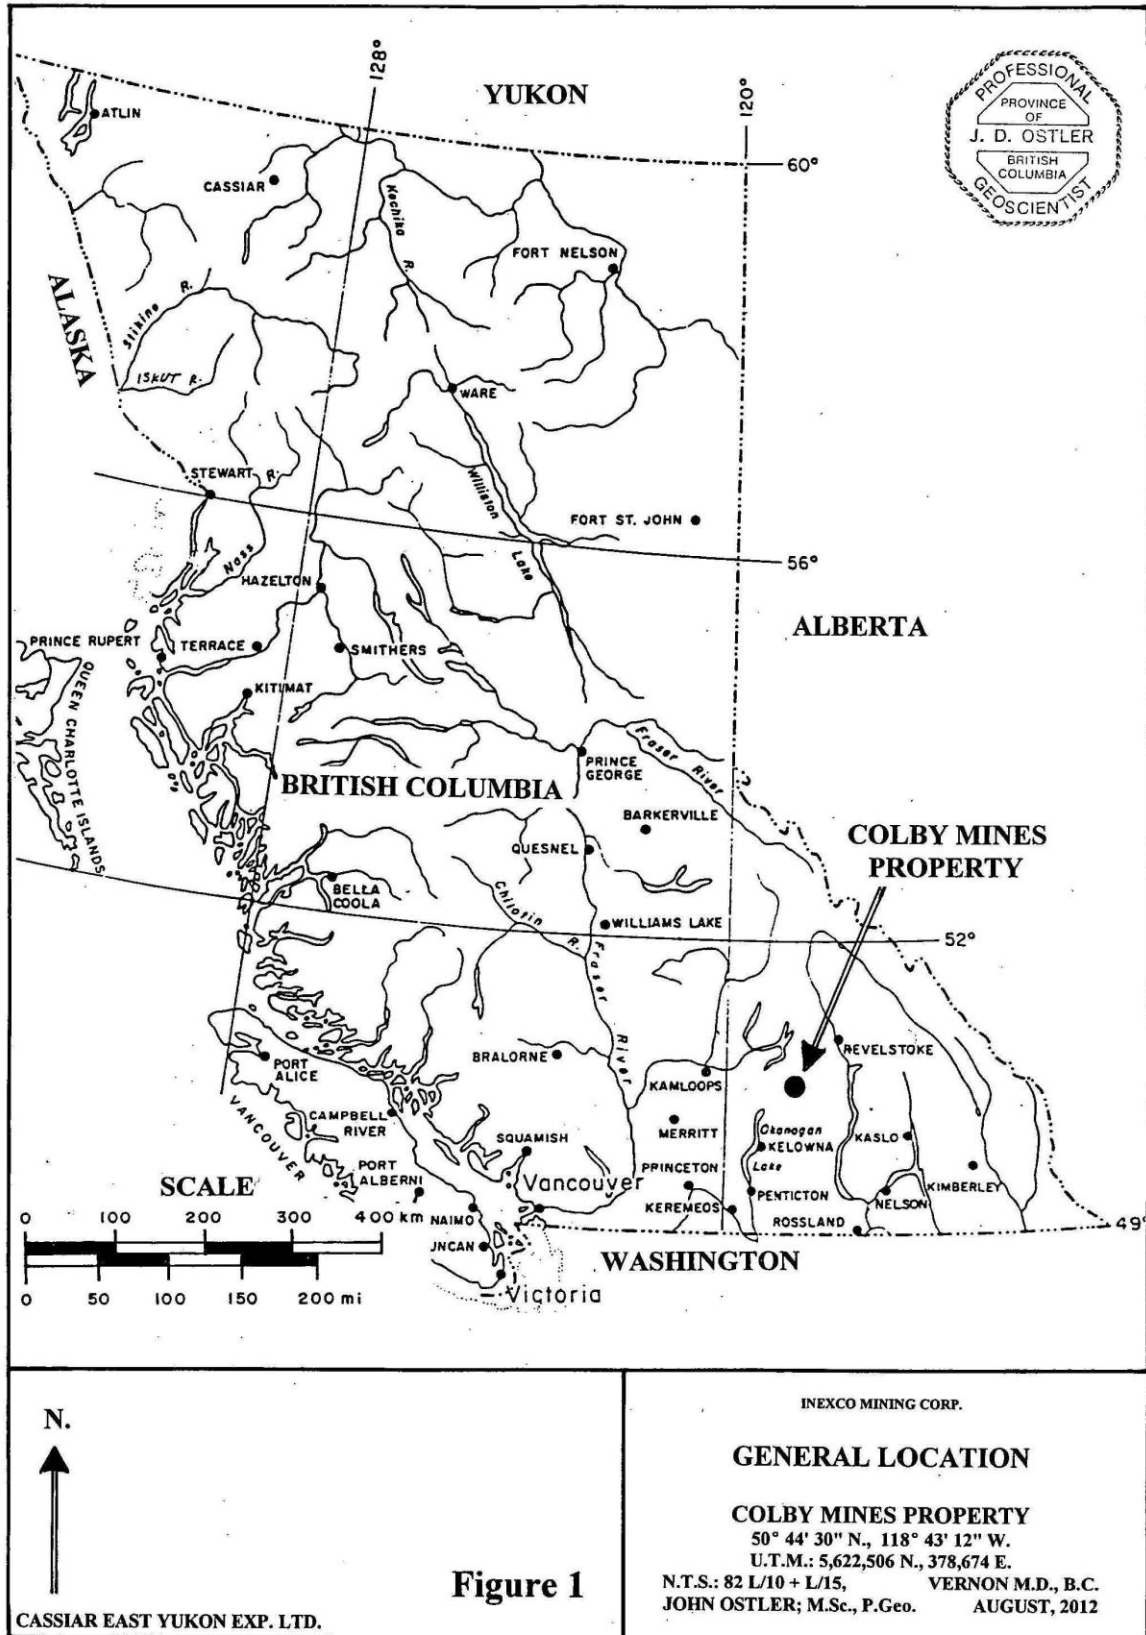 YUKON
128°
120°
60°
PROFESSIONAL
PROVINCE
OF
J. D. OSTLER
BRITISH
COLUMBIA
GEOSCIENTIST
ATLIN
CASSIAR
Kechika
R.
FORT NELSON
ALASKA
Stikine R.
ISKUT R.
WARE
STEWART
R.
Williston
Lake
FORT ST. JOHN
56°
Nass
HAZELTON
ALBERTA
PRINCE RUPERT
TERRACE
SMITHERS
KITIMAT
QUEEN CHARLOTTE ISLANDS
Fraser River
PRINCE
GEORGE
BRITISH COLUMBIA
BARKERVILLE
COLBY MINES
PROPERTY
QUESNEL
BELLA
COOLA
Chilotin
R.
WILLIAMS LAKE
52°
Fraser
River
PORT
ALICE
BRALORNE
REVELSTOKE
KAMLOOPS
VANCOUVER
CAMPBELL
RIVER
MERRITT
Okanogan
Lake
KELOWNA
KASLO
SQUAMISH
PORT
ALBERNI
Vancouver
PRINCETON
PENTICTON
NELSON
KIMBERLEY
KEREMEOS
ROSSLAND
49°
NAIMO
JNCAN
WASHINGTON
Victoria
SCALE
0 100 200 300 400 km
0 50 100 150 200 mi
N.
CASSIAR EAST YUKON EXP. LTD.
Figure 1
INEXCO MINING CORP.
GENERAL LOCATION
COLBY MINES PROPERTY
50° 44' 30" N., 118° 43' 12" W.
U.T.M.: 5,622,506 N., 378,674 E.
N.T.S.: 82 L/10 + L/15, VERNON M.D., B.C.
JOHN OSTLER; M.Sc., P.Geo. AUGUST, 2012